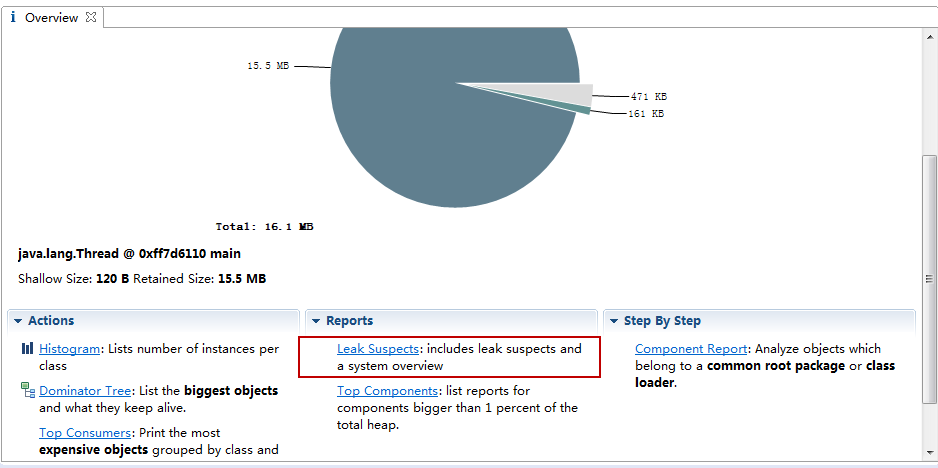 i Overview
15.5 MB
471 KB
161 KB
Total: 16.1 MB
java.lang.Thread @ 0xff7d6110 main
Shallow Size: 120 B Retained Size: 15.5 MB
Actions
Histogram: Lists number of instances per
class
Dominator Tree: List the biggest objects
and what they keep alive.
Top Consumers: Print the most
expensive objects grouped by class and
Reports
Leak Suspects: includes leak suspects and
a system overview
Top Components: list reports for
components bigger than 1 percent of the
total heap.
Step By Step
Component Report: Analyze objects which
belong to a common root package or class
loader.